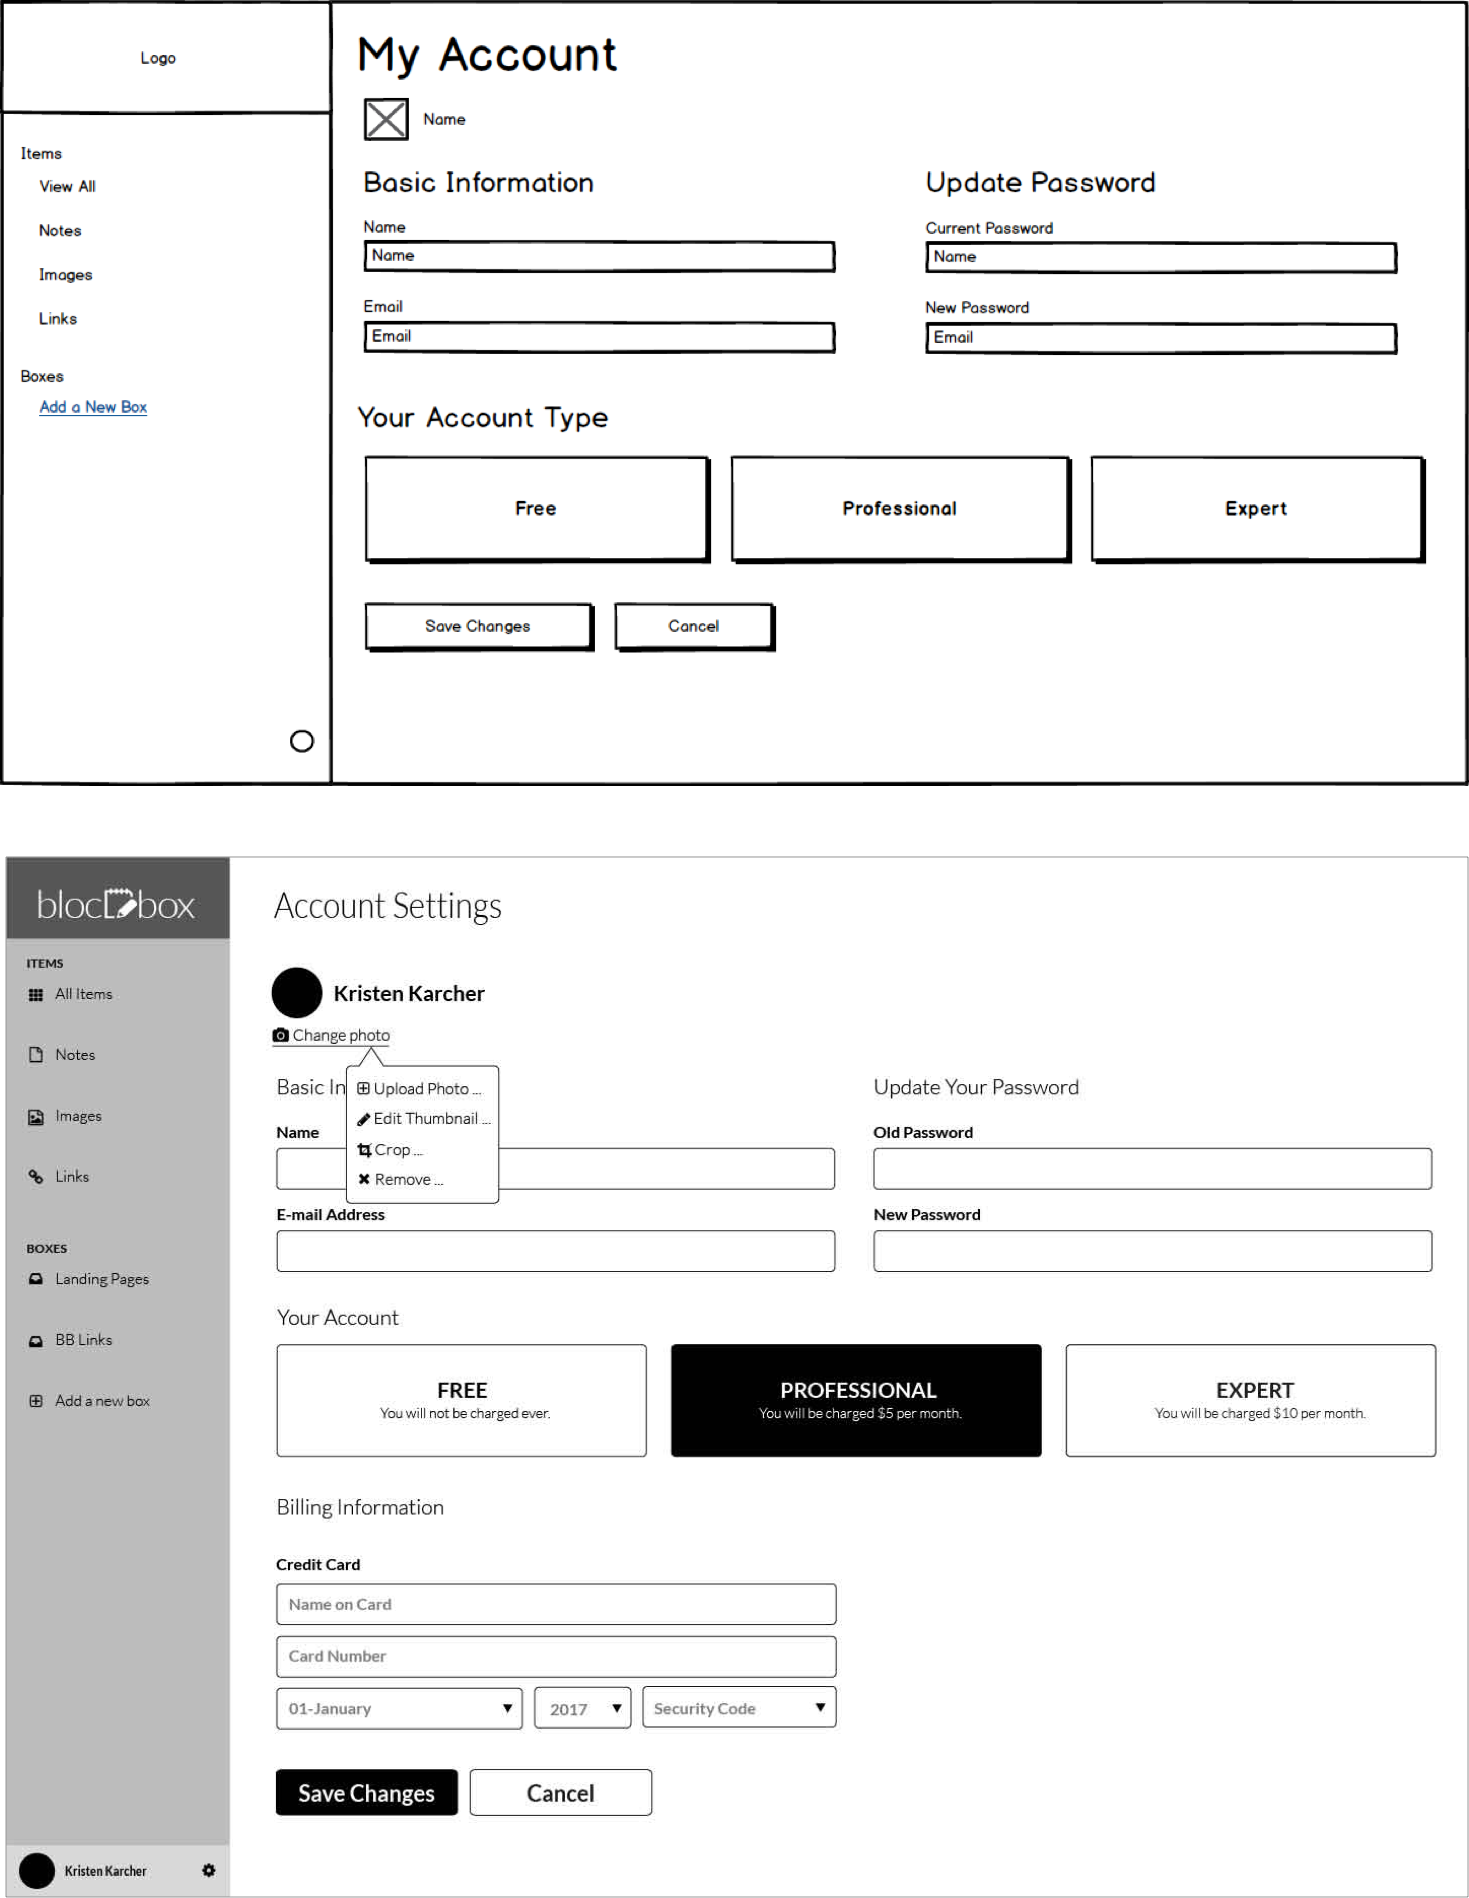 Logo
Items
View All
Notes
Images
Links
Boxes
Add a New Box
My Account
Name
Basic Information
Name
Name
Email
Email
Update Password
Current Password
Name
New Password
Email
Your Account Type
Free
Professional
Expert
Save Changes
Cancel
bloc box
ITEMS
All Items
Notes
Images
Links
BOXES
Landing Pages
BB Links
Add a new box
Kristen Karcher
Account Settings
Kristen Karcher
Change photo
Upload Photo ...
Edit Thumbnail ...
Crop ...
Remove ...
Basic In
Name
E-mail Address
Update Your Password
Old Password
New Password
Your Account
FREE
You will not be charged ever.
PROFESSIONAL
You will be charged $5 per month.
EXPERT
You will be charged $10 per month.
Billing Information
Credit Card
Name on Card
Card Number
01-January
2017
Security Code
Save Changes
Cancel